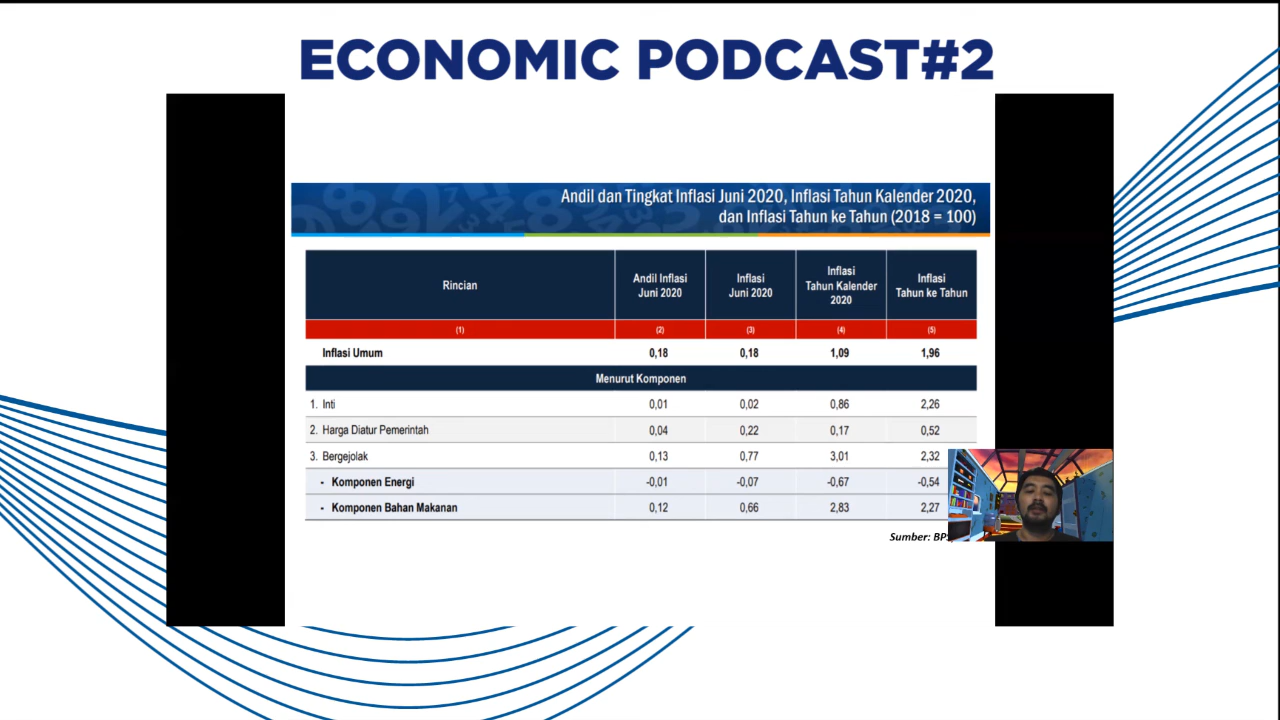 ECONOMIC PODCAST#2
Andil dan Tingkat Inflasi Juni 2020, Inflasi Tahun Kalender 2020,
dan Inflasi Tahun ke Tahun (2018 = 100)
Rincian Andil Inflasi Juni 2020 Inflasi Juni 2020 Inflasi Tahun Kalender 2020 Inflasi Tahun ke Tahun
(1) (2) (3) (4) (5)
Inflasi Umum 0,18 0,18 1,09 1,96
Menurut Komponen
1. Inti 0,01 0,02 0,86 2,26
2. Harga Diatur Pemerintah 0,04 0,22 0,17 0,52
3. Bergejolak 0,13 0,77 3,01 2,32
- Komponen Energi -0,01 -0,07 -0,67 -0,54
- Komponen Bahan Makanan 0,12 0,66 2,83 2,27
Sumber: